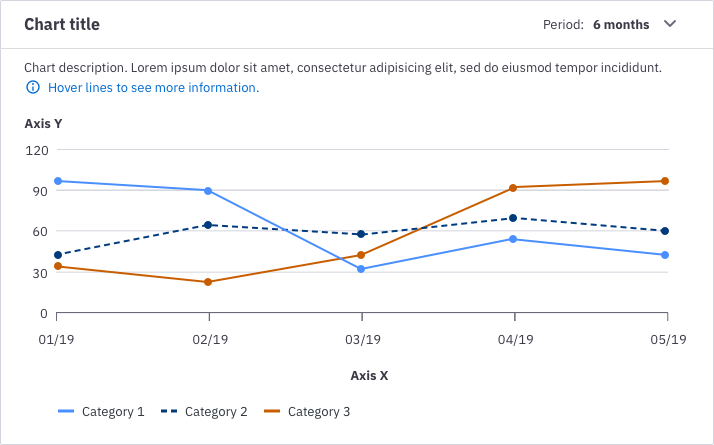 Chart title
Period: 6 months
Chart description. Lorem ipsum dolor sit amet, consectetur adipisicing elit, sed do eiusmod tempor incididunt.
Hover lines to see more information.
Axis Y
120
90
60
30
0
01/19 02/19 03/19 04/19 05/19
Axis X
Category 1 Category 2 Category 3